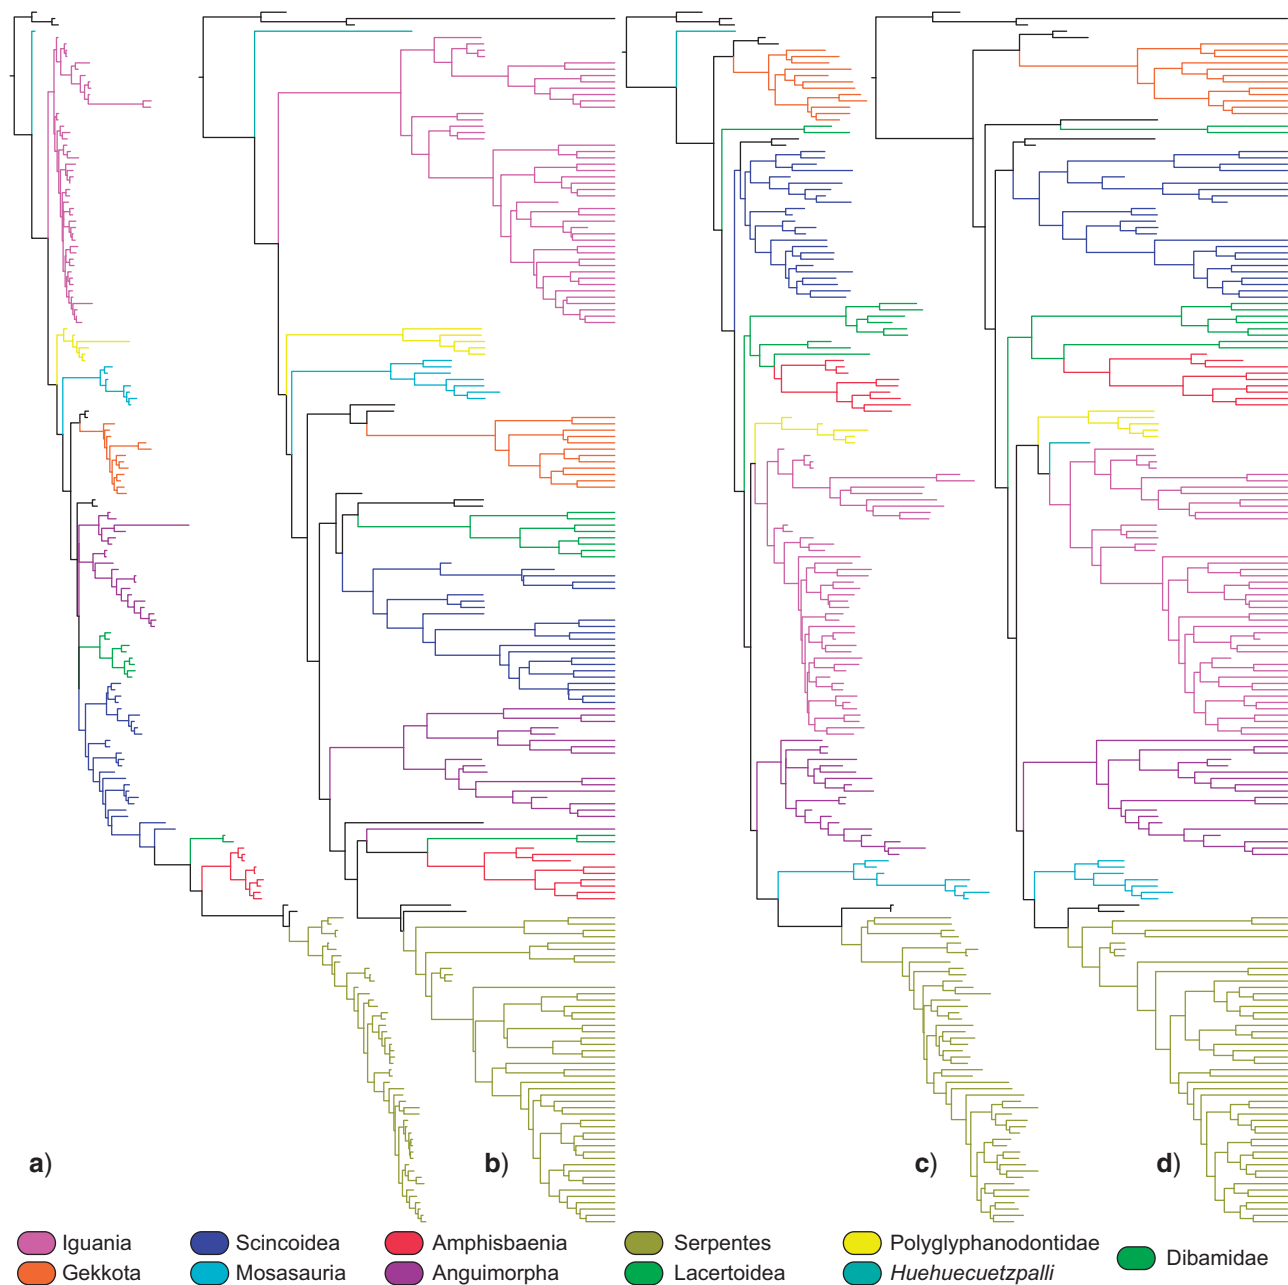 a) b) c) d)
Iguania Scincoidea Amphisbaenia Serpentes Polyglyphanodontidae Dibamidae
Gekkota Mosasauria Anguimorpha Lacertoidea Huehuecuetzpalli